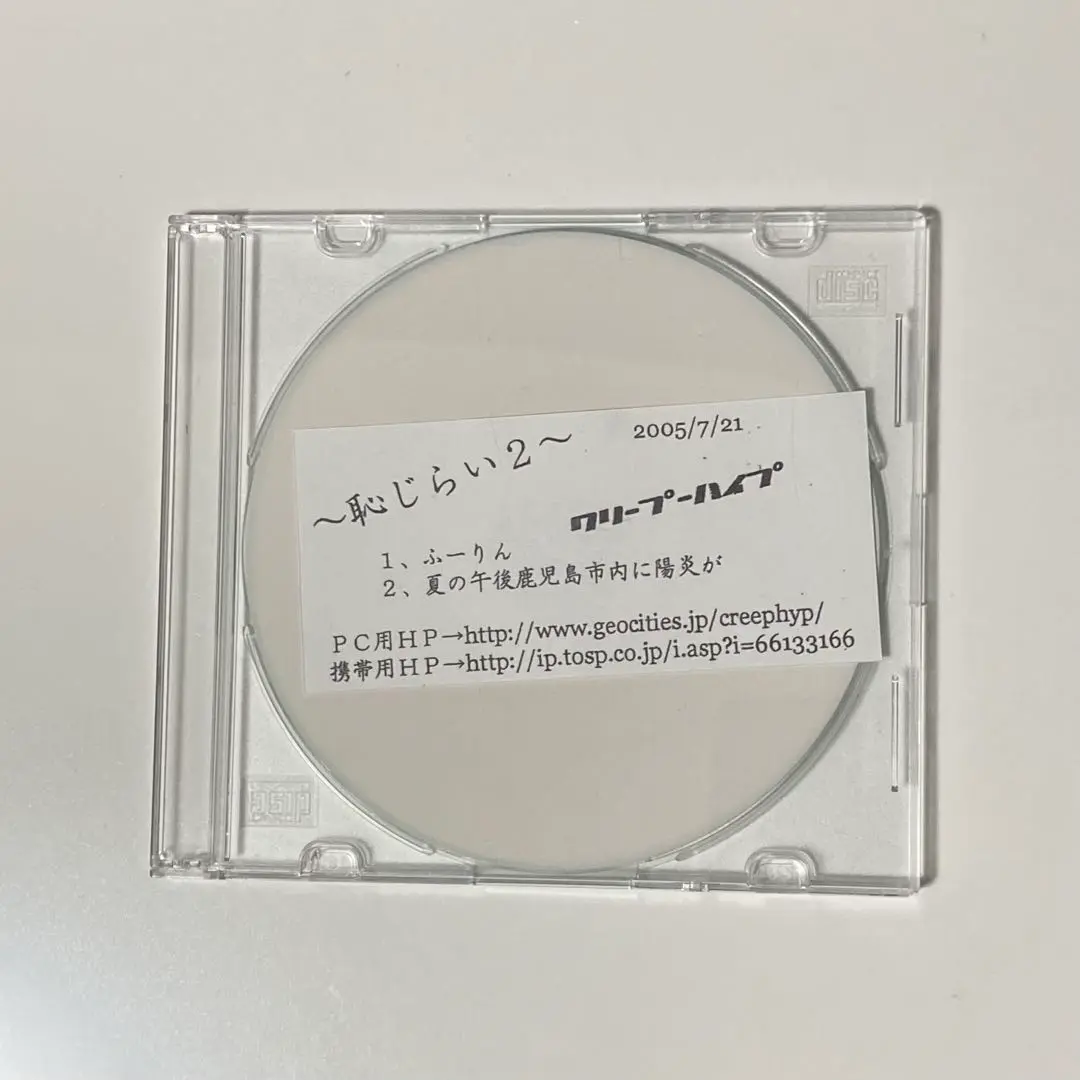 ～恥じらい２～
2005/7/21
クリープハイプ
１、ふーりん
２、夏の午後鹿児島市内に陽炎が
ＰＣ用ＨＰ→http://www.geocities.jp/creephyp/
携帯用ＨＰ→http://ip.tosp.co.jp/i.asp?i=66133166
disc
disc